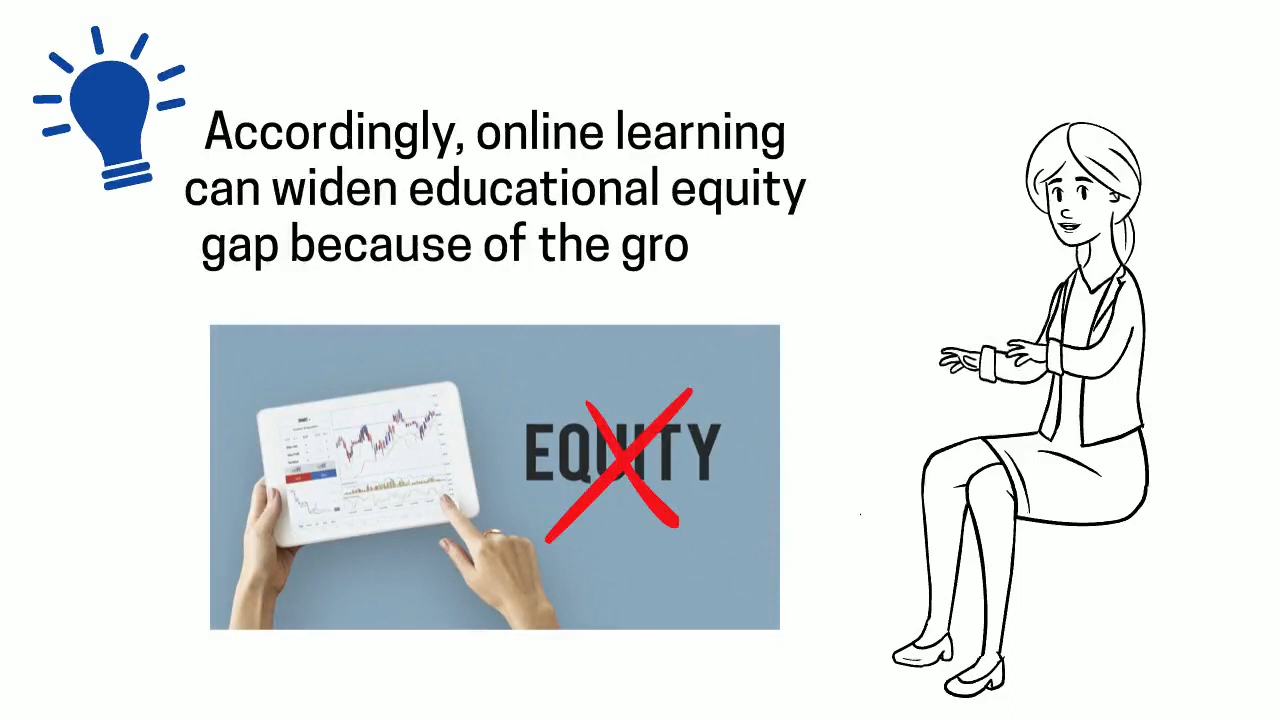 Accordingly, online learning
can widen educational equity
gap because of the gro
EQUITY